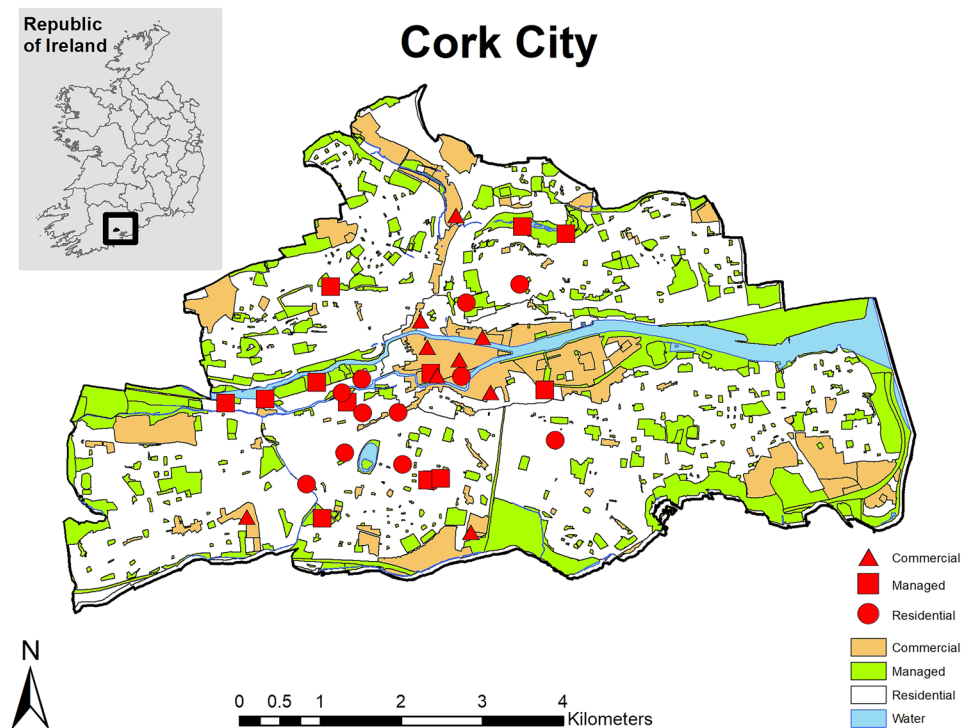 Republic
of Ireland
Cork City
Commercial
Managed
Residential
Commercial
Managed
Residential
Water
N
0 0.5 1 2 3 4
Kilometers